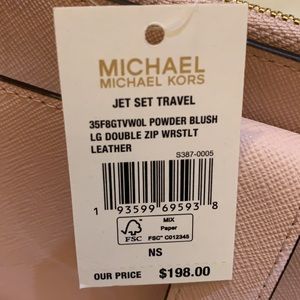 MICHAEL
MICHAEL KORS
JET SET TRAVEL
35F8GTVW0L POWDER BLUSH
LG DOUBLE ZIP WRSTLT
LEATHER
S387-0005
1 93599 69593 8
FSC
MIX
Paper
FSC® C012345
NS
OUR PRICE $198.00